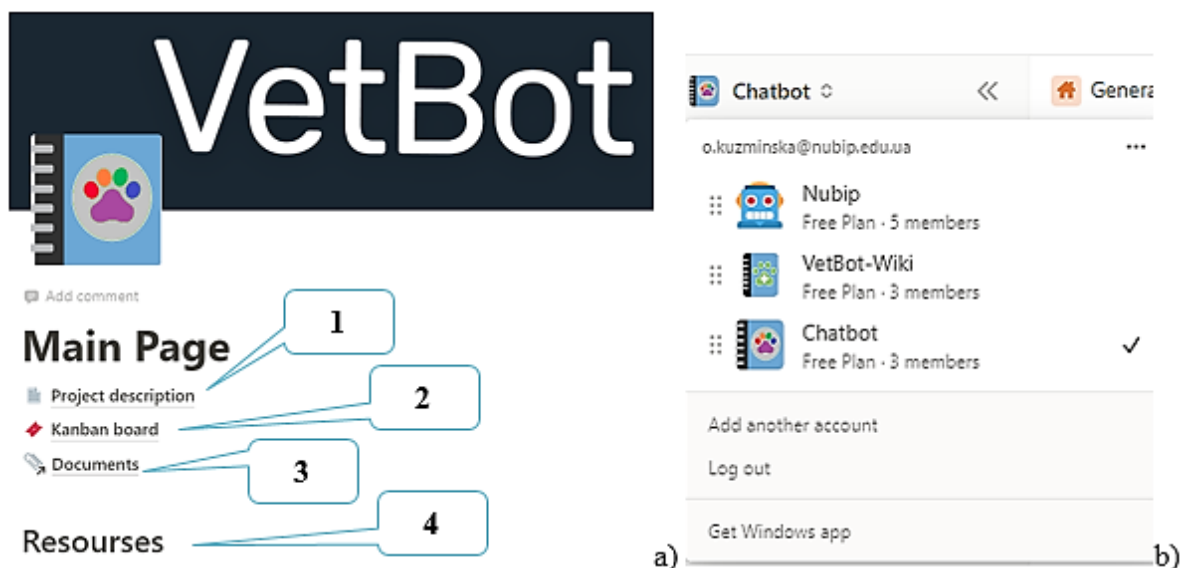 VetBot
Add comment
Main Page
Project description
Kanban board
Documents
Resourses
1
2
3
4
a)
Chatbot
Genera
o.kuzminska@nubip.edu.ua
Nubip
Free Plan · 5 members
VetBot-Wiki
Free Plan · 3 members
Chatbot
Free Plan · 3 members
Add another account
Log out
Get Windows app
b)